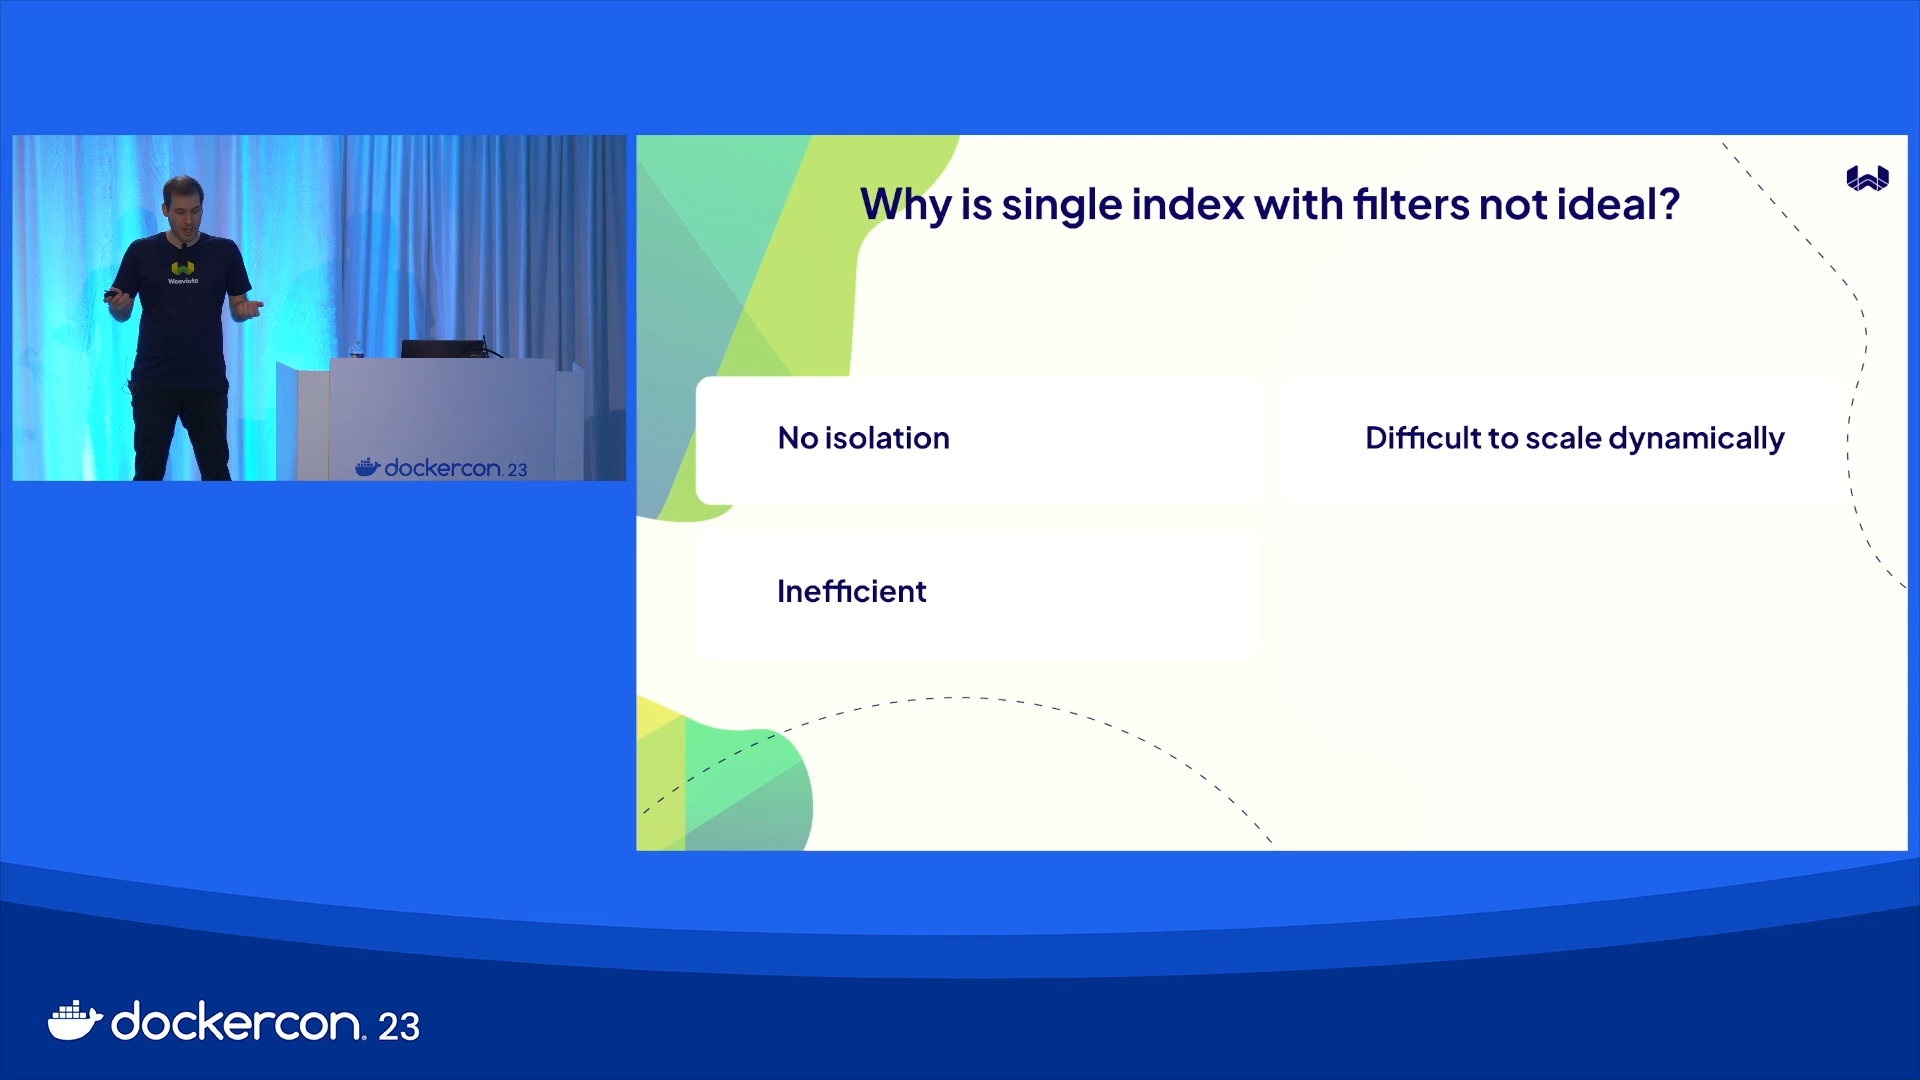 Why is single index with filters not ideal?
No isolation
Difficult to scale dynamically
Inefficient
Weaviate
dockercon. 23
dockercon. 23